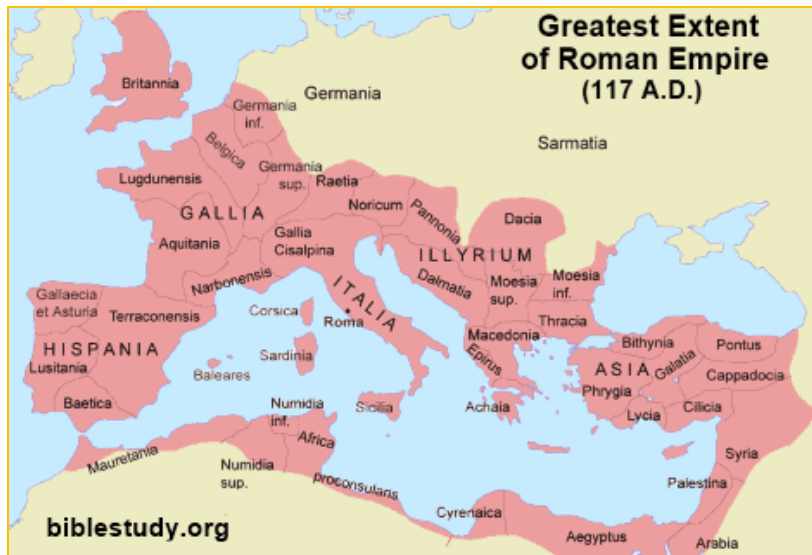 Greatest Extent
of Roman Empire
(117 A.D.)
Britannia
Germania
Germania
inf.
Sarmatia
Belgica
Lugdunensis
Germania
sup.
Raetia
Noricum
Pannonia
Dacia
GALLIA
Aquitania
Gallia
Cisalpina
ILLYRIUM
Dalmatia
Moesia
sup.
Moesia
inf.
Narbonensis
ITALIA
Gallaecia
et Asturia
Terraconensis
Corsica
Roma
Thracia
Macedonia
Epirus
Bithynia
Pontus
HISPANIA
Lusitania
Baleares
Sardinia
ASIA
Galatia
Cappadocia
Phrygia
Baetica
Numidia
inf.
Sicilia
Achaia
Lycia
Cilicia
Africa
Mauretania
Numidia
sup.
proconsularis
Syria
Palestina
Cyrenaica
Aegyptus
Arabia
biblestudy.org